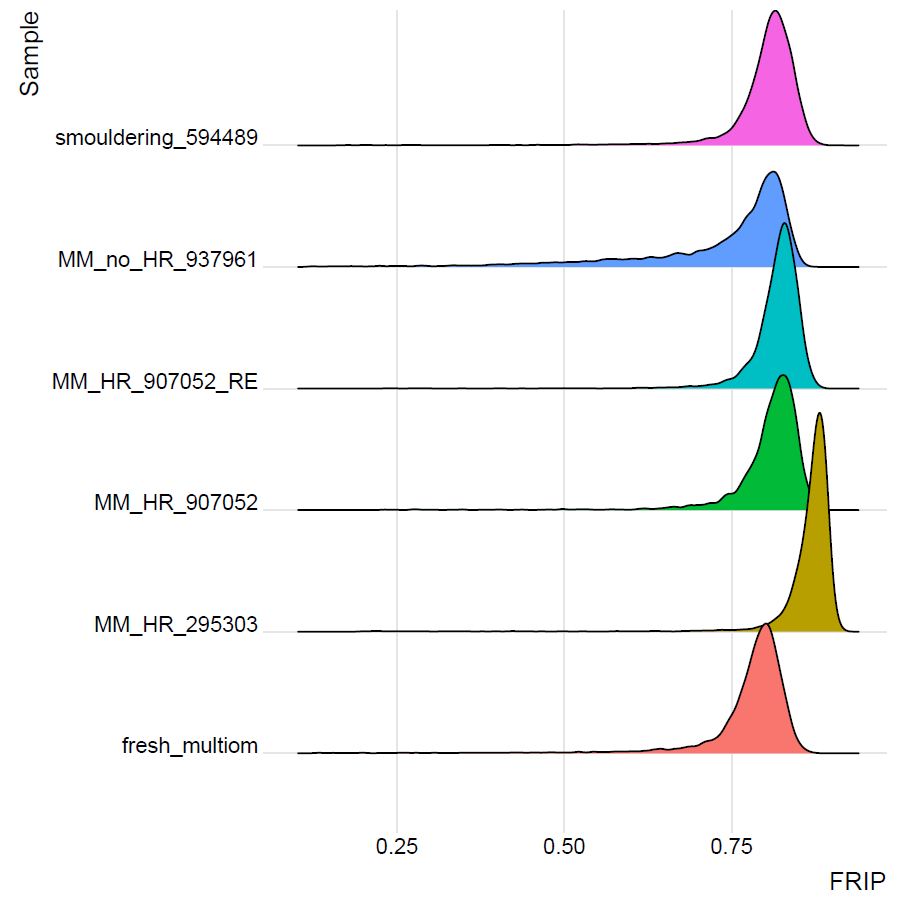 Sample
smouldering_594489
MM_no_HR_937961
MM_HR_907052_RE
MM_HR_907052
MM_HR_295303
fresh_multiom
0.25 0.50 0.75
FRIP